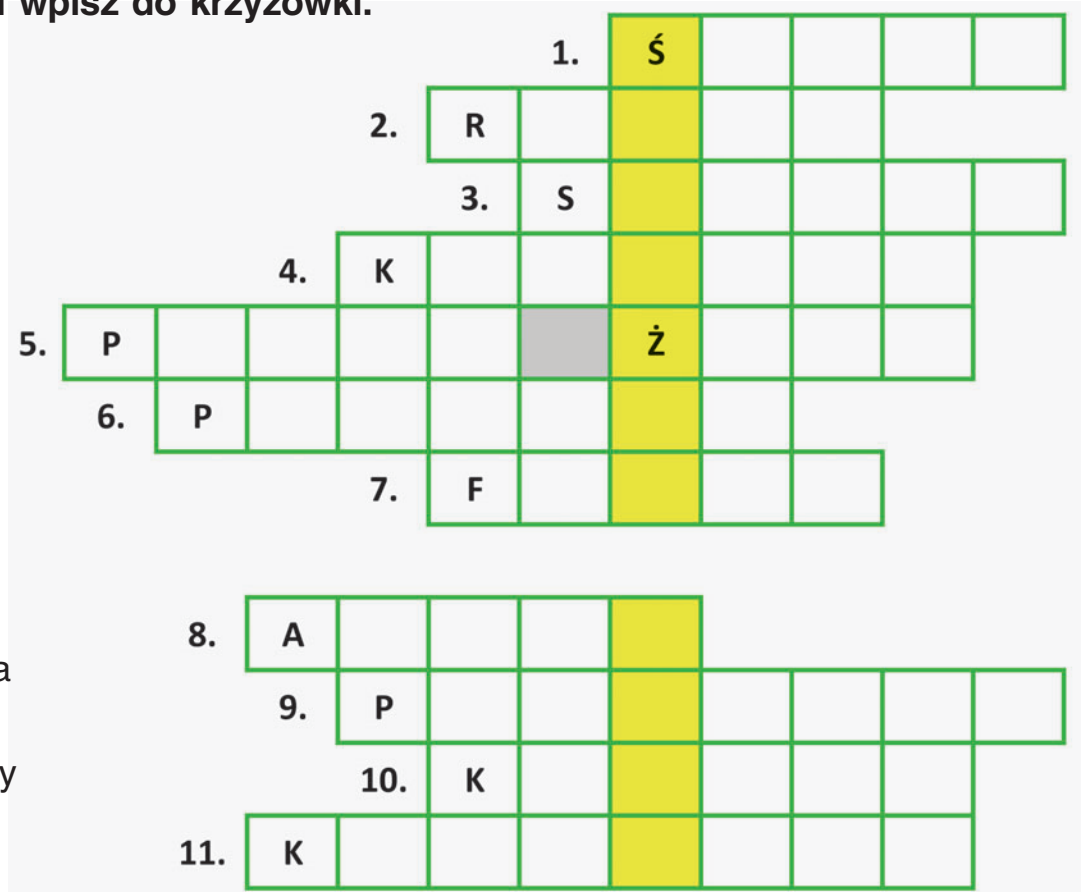 wpisz do krzyżówki.
1. Ś
2. R
3. S
4. K
5. P Ż
6. P
7. F
8. A
a
9. P
y
10. K
11. K